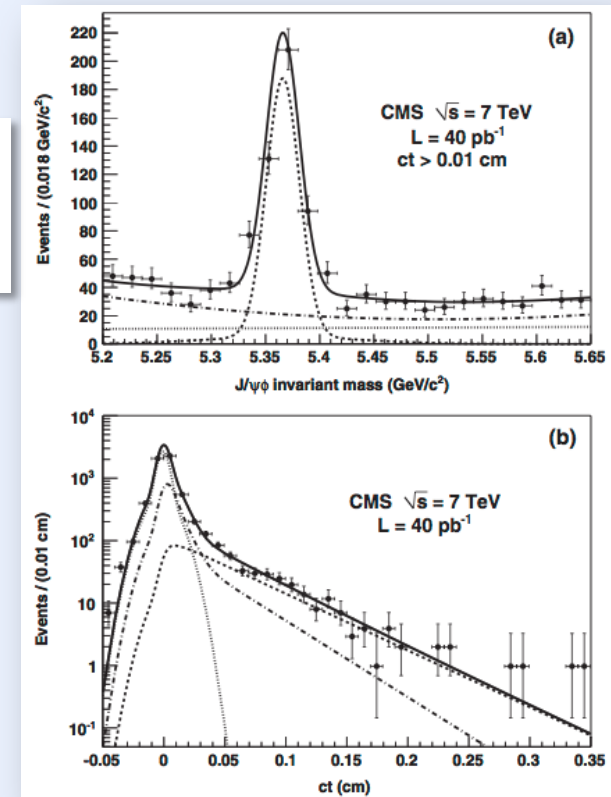 (a)
CMS √s = 7 TeV
L = 40 pb⁻¹
ct > 0.01 cm
Events / (0.018 GeV/c²)
220
200
180
160
140
120
100
80
60
40
20
0
5.2 5.25 5.3 5.35 5.4 5.45 5.5 5.55 5.6 5.65
J/ψϕ invariant mass (GeV/c²)
(b)
CMS √s = 7 TeV
L = 40 pb⁻¹
Events / (0.01 cm)
10⁴
10³
10²
10
1
10⁻¹
-0.05 0 0.05 0.1 0.15 0.2 0.25 0.3 0.35
ct (cm)